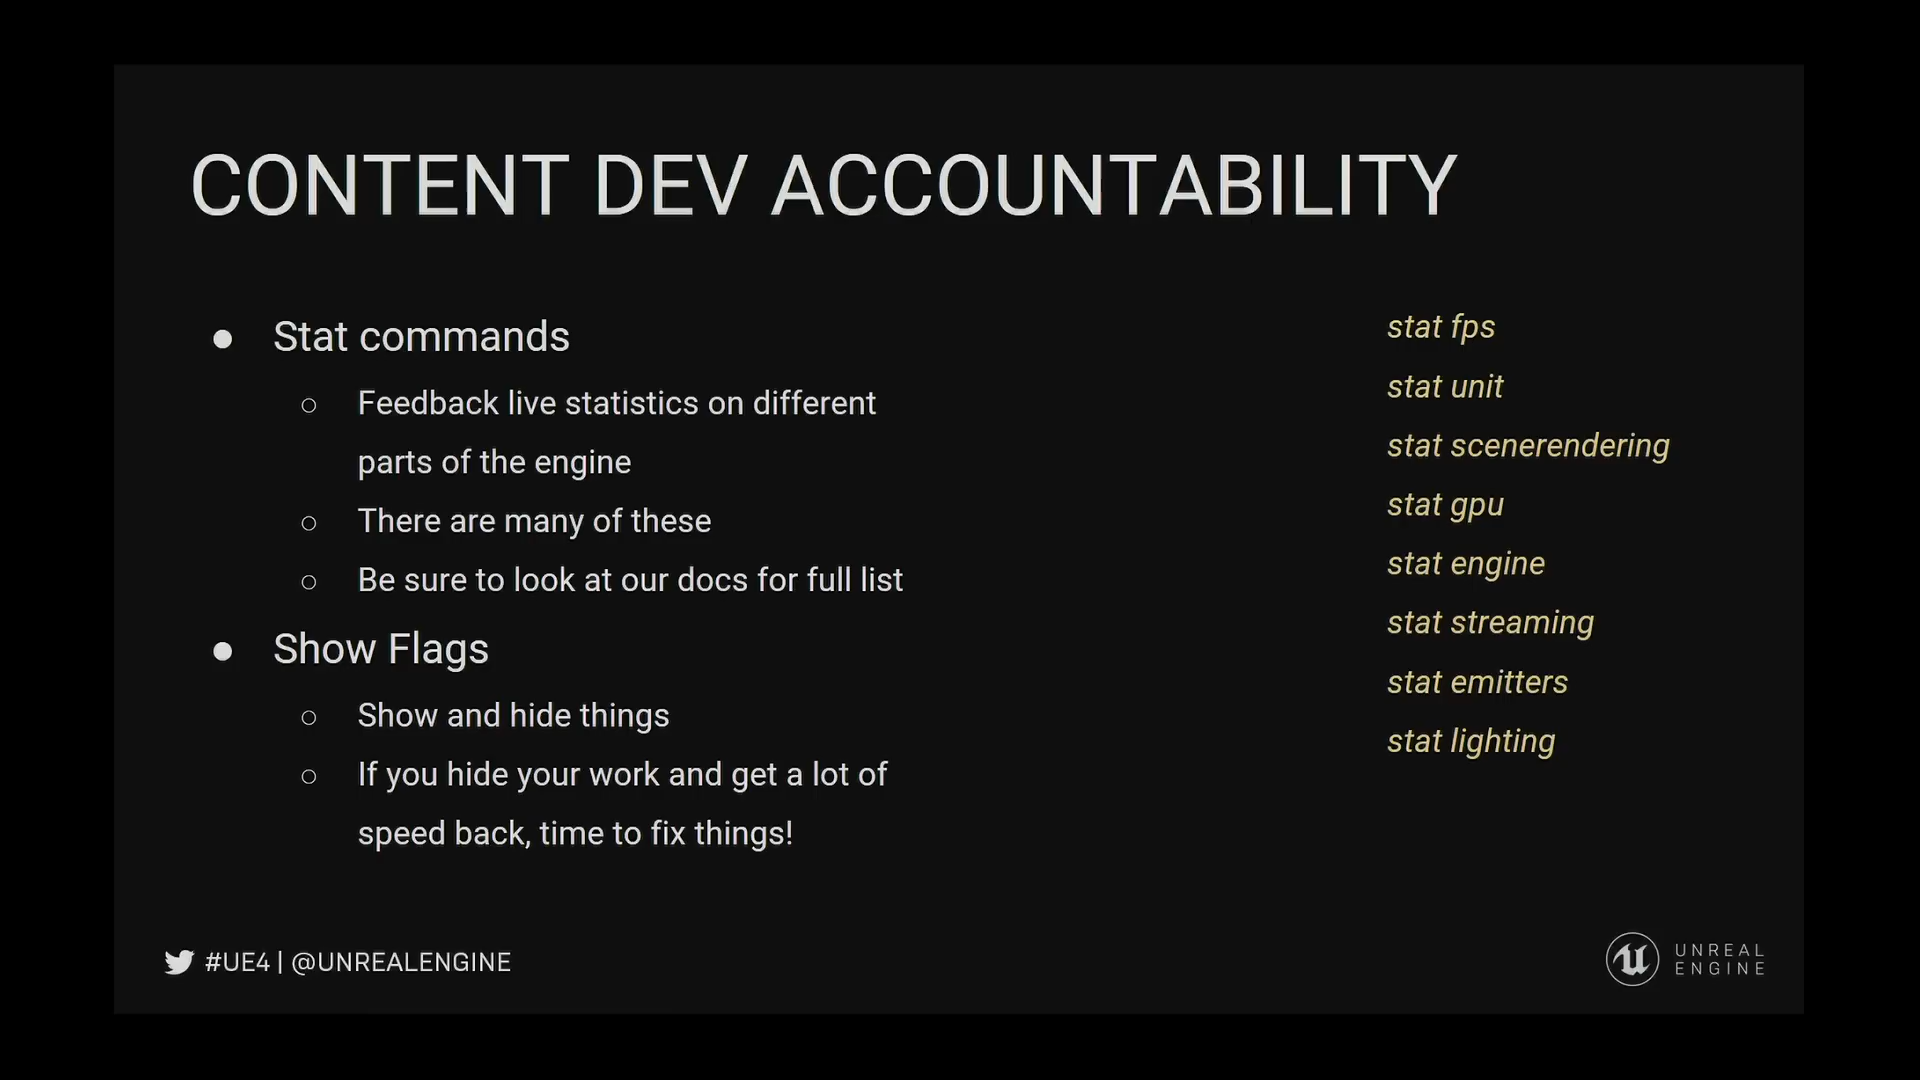 CONTENT DEV ACCOUNTABILITY
● Stat commands
○ Feedback live statistics on different
parts of the engine
○ There are many of these
○ Be sure to look at our docs for full list
● Show Flags
○ Show and hide things
○ If you hide your work and get a lot of
speed back, time to fix things!
stat fps
stat unit
stat scenerendering
stat gpu
stat engine
stat streaming
stat emitters
stat lighting
#UE4 | @UNREALENGINE
UNREAL
ENGINE